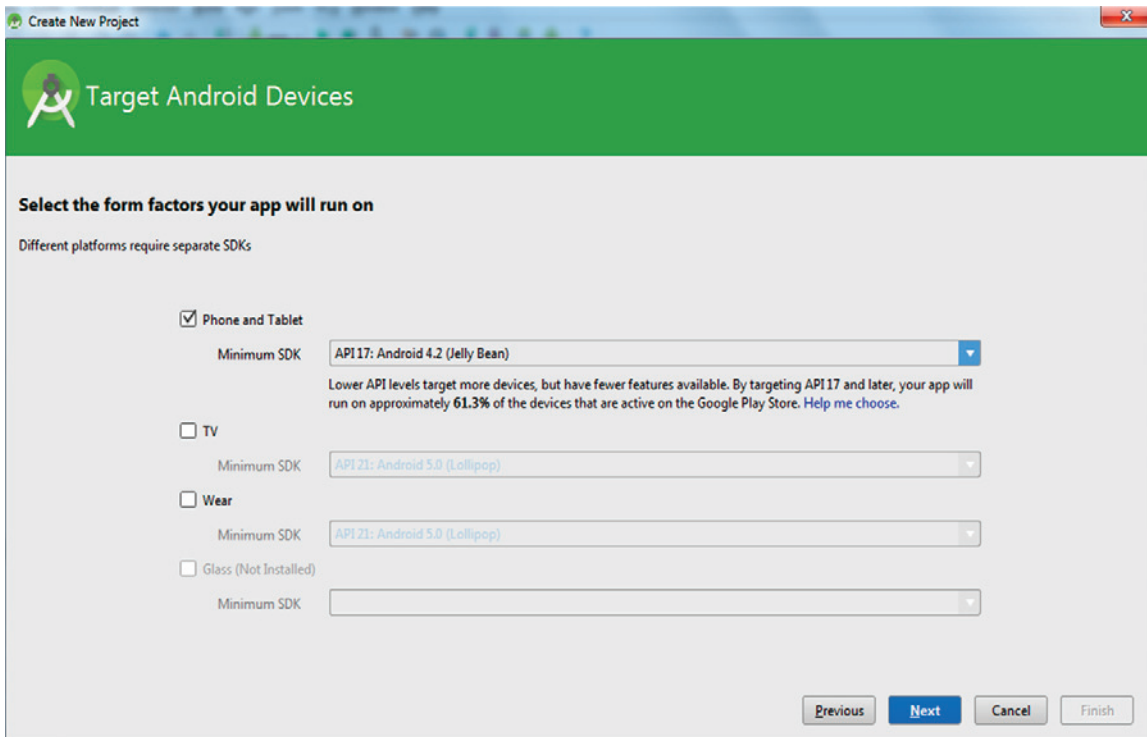 Create New Project
Target Android Devices
Select the form factors your app will run on
Different platforms require separate SDKs
Phone and Tablet
Minimum SDK API 17: Android 4.2 (Jelly Bean)
Lower API levels target more devices, but have fewer features available. By targeting API 17 and later, your app will
run on approximately 61.3% of the devices that are active on the Google Play Store. Help me choose.
TV
Minimum SDK API 21: Android 5.0 (Lollipop)
Wear
Minimum SDK API 21: Android 5.0 (Lollipop)
Glass (Not Installed)
Minimum SDK
Previous Next Cancel Finish